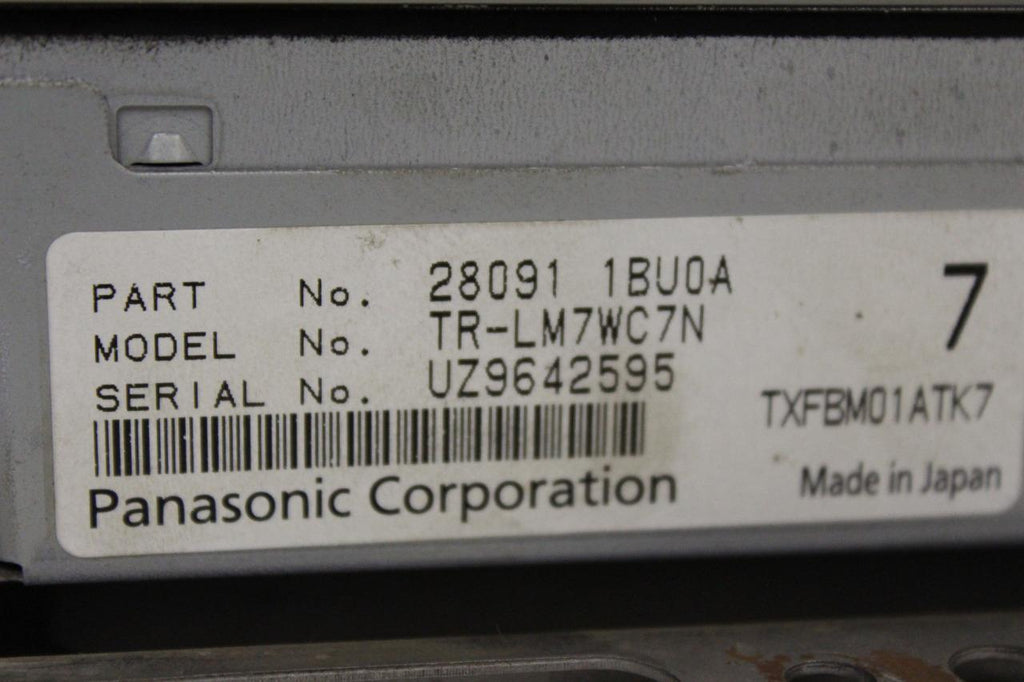 PART No. 28091 1BU0A
7
MODEL No. TR-LM7WC7N
SERIAL No. UZ9642595
TXFBM01ATK7
Panasonic Corporation
Made in Japan